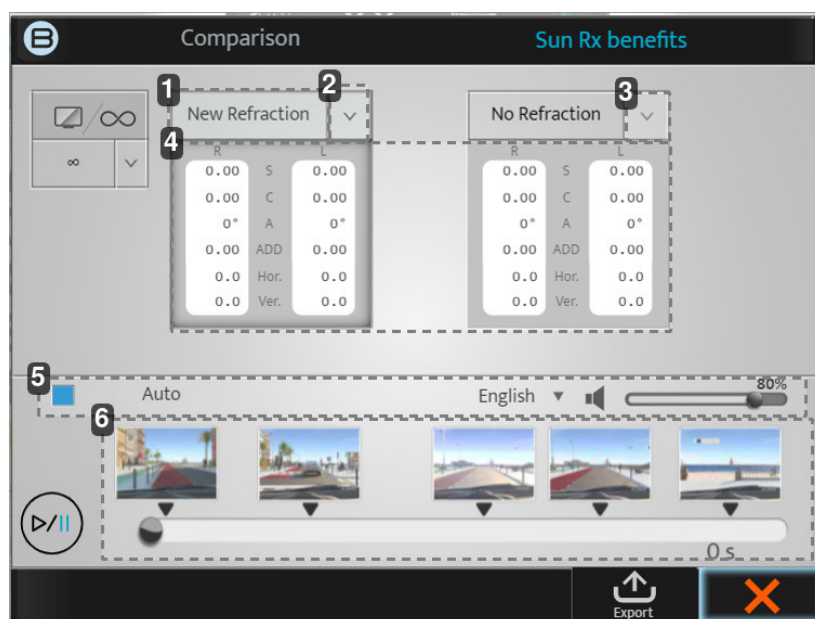 B Comparison Sun Rx benefits
1 2 3
New Refraction No Refraction
∞
∞
4
R L R L
0.00 S 0.00 0.00 S 0.00
0.00 C 0.00 0.00 C 0.00
0° A 0° 0° A 0°
0.00 ADD 0.00 0.00 ADD 0.00
0.0 Hor. 0.0 0.0 Hor. 0.0
0.0 Ver. 0.0 0.0 Ver. 0.0
5
Auto English 80%
6
0 s
Export